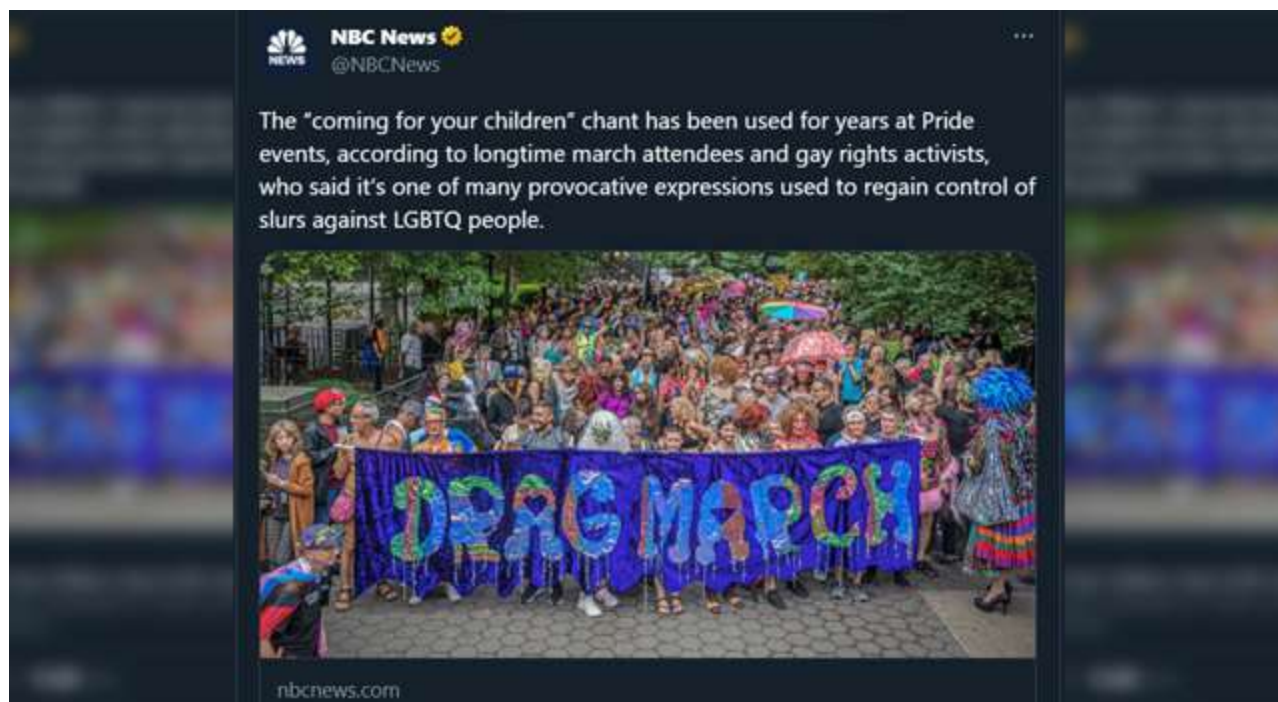 NBC News
NEWS
@NBCNews
The "coming for your children" chant has been used for years at Pride
events, according to longtime march attendees and gay rights activists,
who said it's one of many provocative expressions used to regain control of
slurs against LGBTQ people.
DRAG MARCH
nbcnews.com